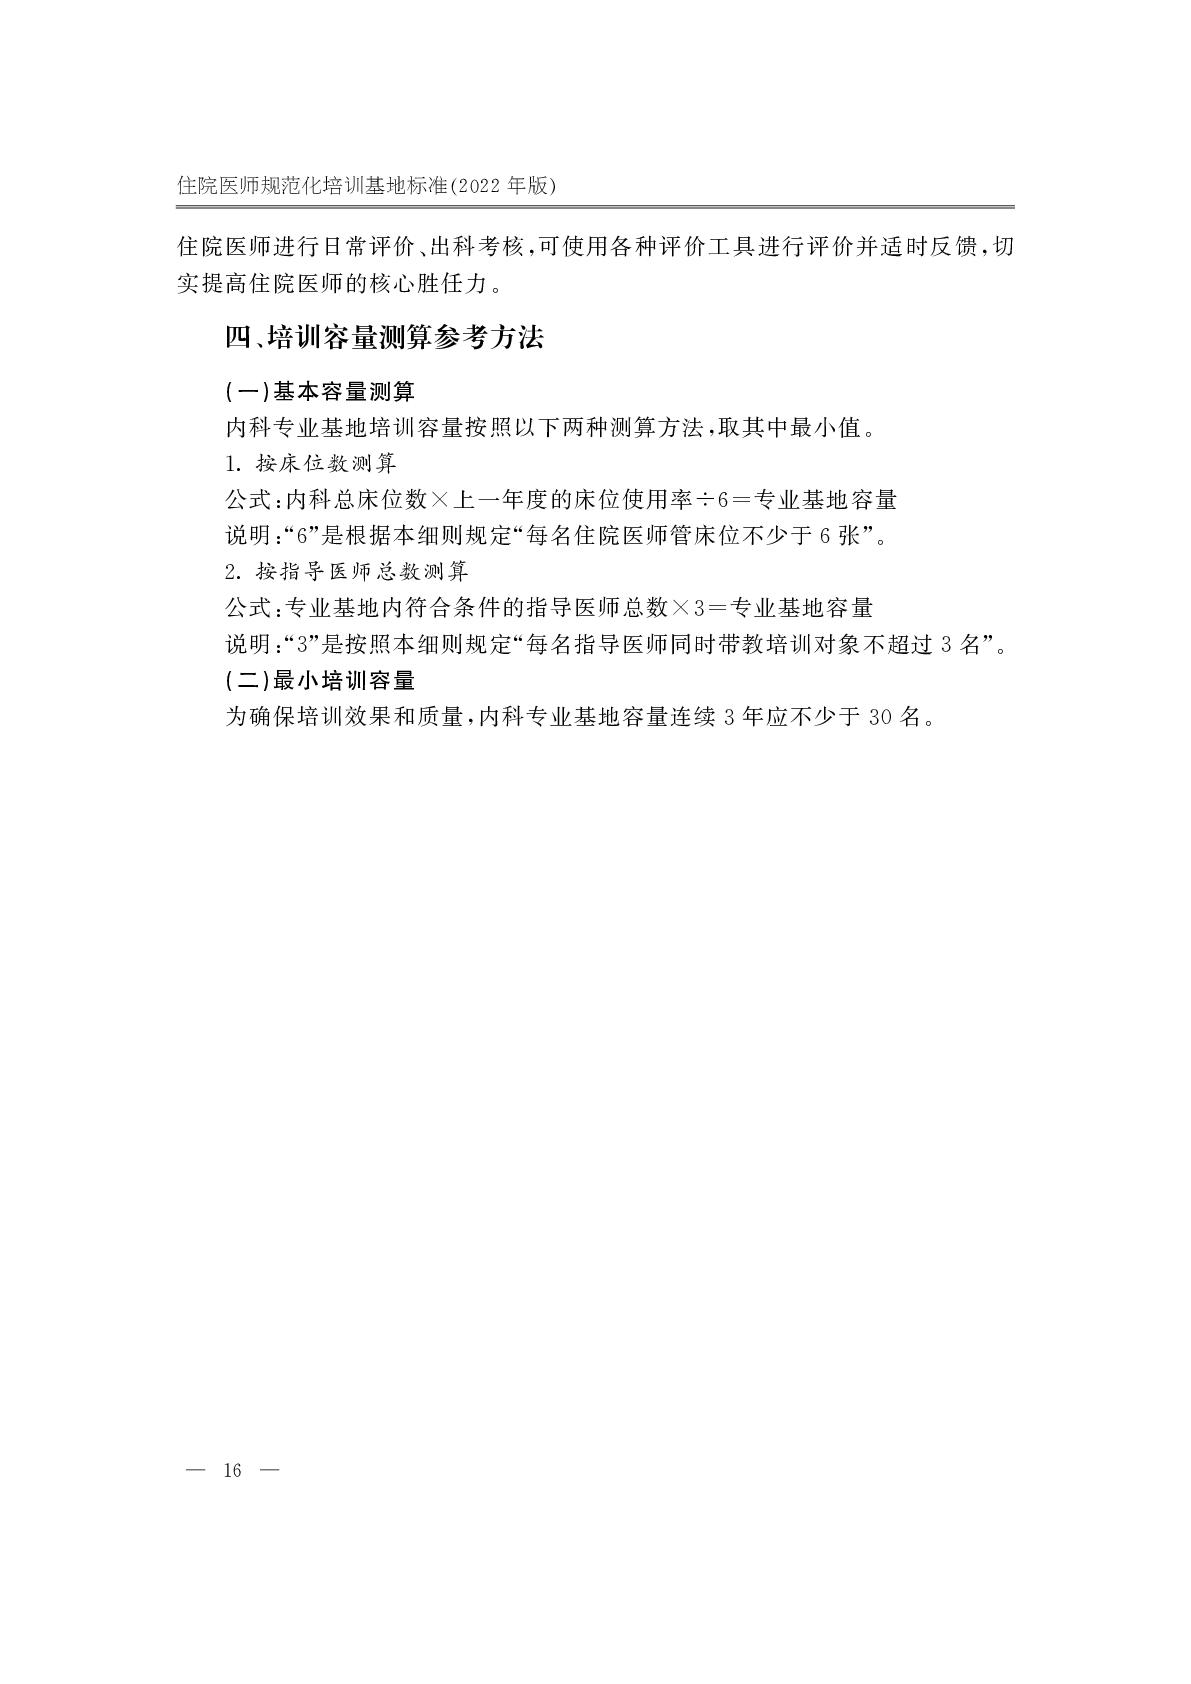 住院医师规范化培训基地标准(2022 年版)
住院医师进行日常评价、出科考核,可使用各种评价工具进行评价并适时反馈,切
实提高住院医师的核心胜任力。
四、培训容量测算参考方法
(一)基本容量测算
内科专业基地培训容量按照以下两种测算方法,取其中最小值。
1. 按床位数测算
公式:内科总床位数×上一年度的床位使用率÷6=专业基地容量
说明:“6”是根据本细则规定“每名住院医师管床位不少于 6 张”。
2. 按指导医师总数测算
公式:专业基地内符合条件的指导医师总数×3=专业基地容量
说明:“3”是按照本细则规定“每名指导医师同时带教培训对象不超过 3 名”。
(二)最小培训容量
为确保培训效果和质量,内科专业基地容量连续 3 年应不少于 30 名。
— 16 —